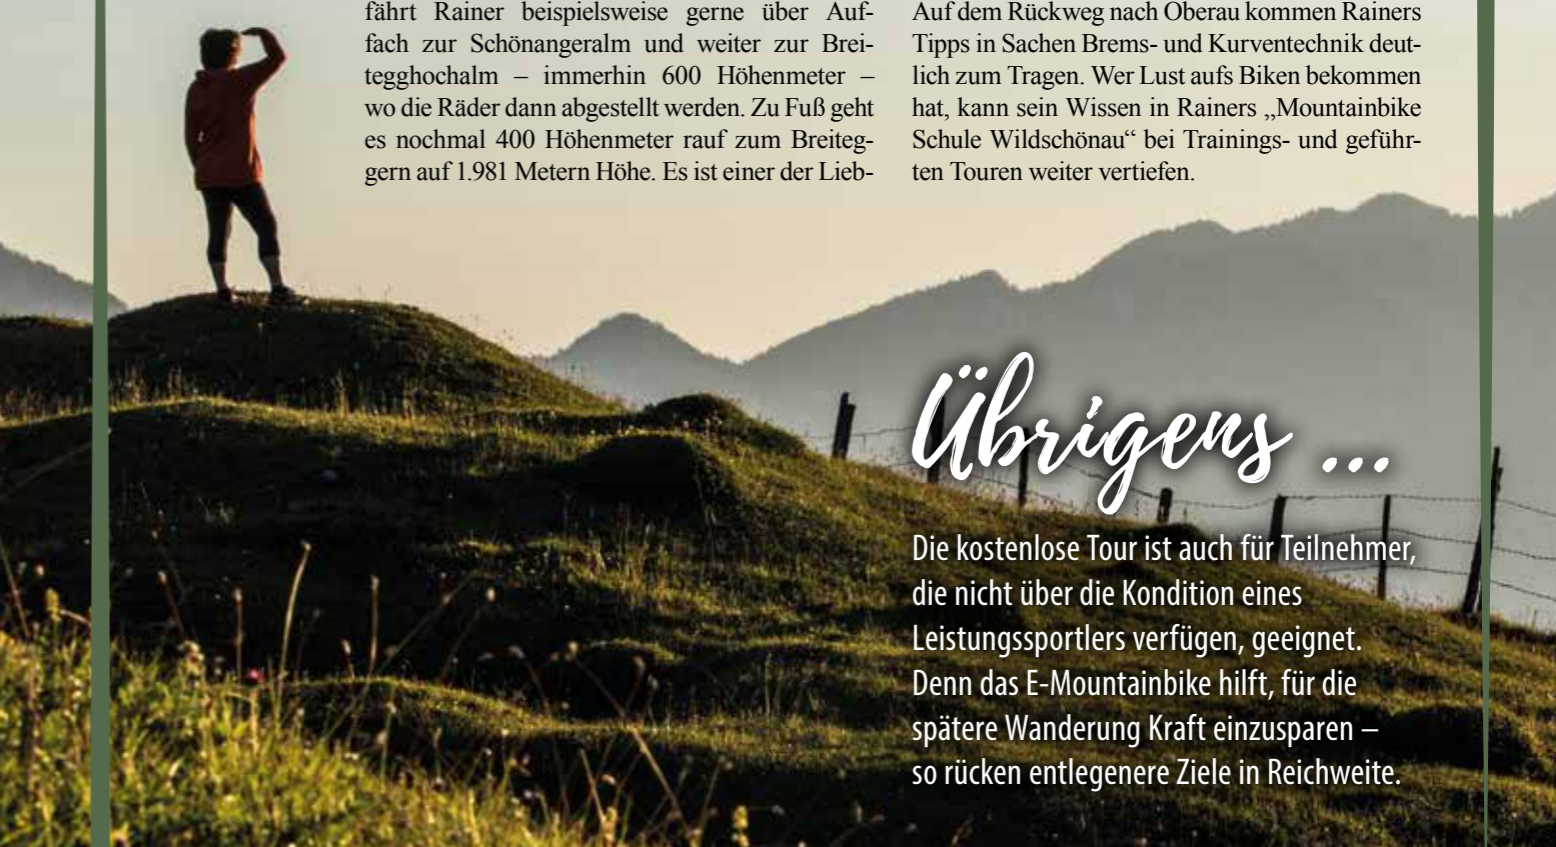 fährt Rainer beispielsweise gerne über Auf-
fach zur Schönangeralm und weiter zur Brei-
tegghochalm – immerhin 600 Höhenmeter –
wo die Räder dann abgestellt werden. Zu Fuß geht
es nochmal 400 Höhenmeter rauf zum Breiteg-
gern auf 1.981 Metern Höhe. Es ist einer der Lieb-
Auf dem Rückweg nach Oberau kommen Rainers
Tipps in Sachen Brems- und Kurventechnik deut-
lich zum Tragen. Wer Lust aufs Biken bekommen
hat, kann sein Wissen in Rainers „Mountainbike
Schule Wildschönau“ bei Trainings- und geführ-
ten Touren weiter vertiefen.
Übrigens ...
Die kostenlose Tour ist auch für Teilnehmer,
die nicht über die Kondition eines
Leistungssportlers verfügen, geeignet.
Denn das E-Mountainbike hilft, für die
spätere Wanderung Kraft einzusparen –
so rücken entlegenere Ziele in Reichweite.